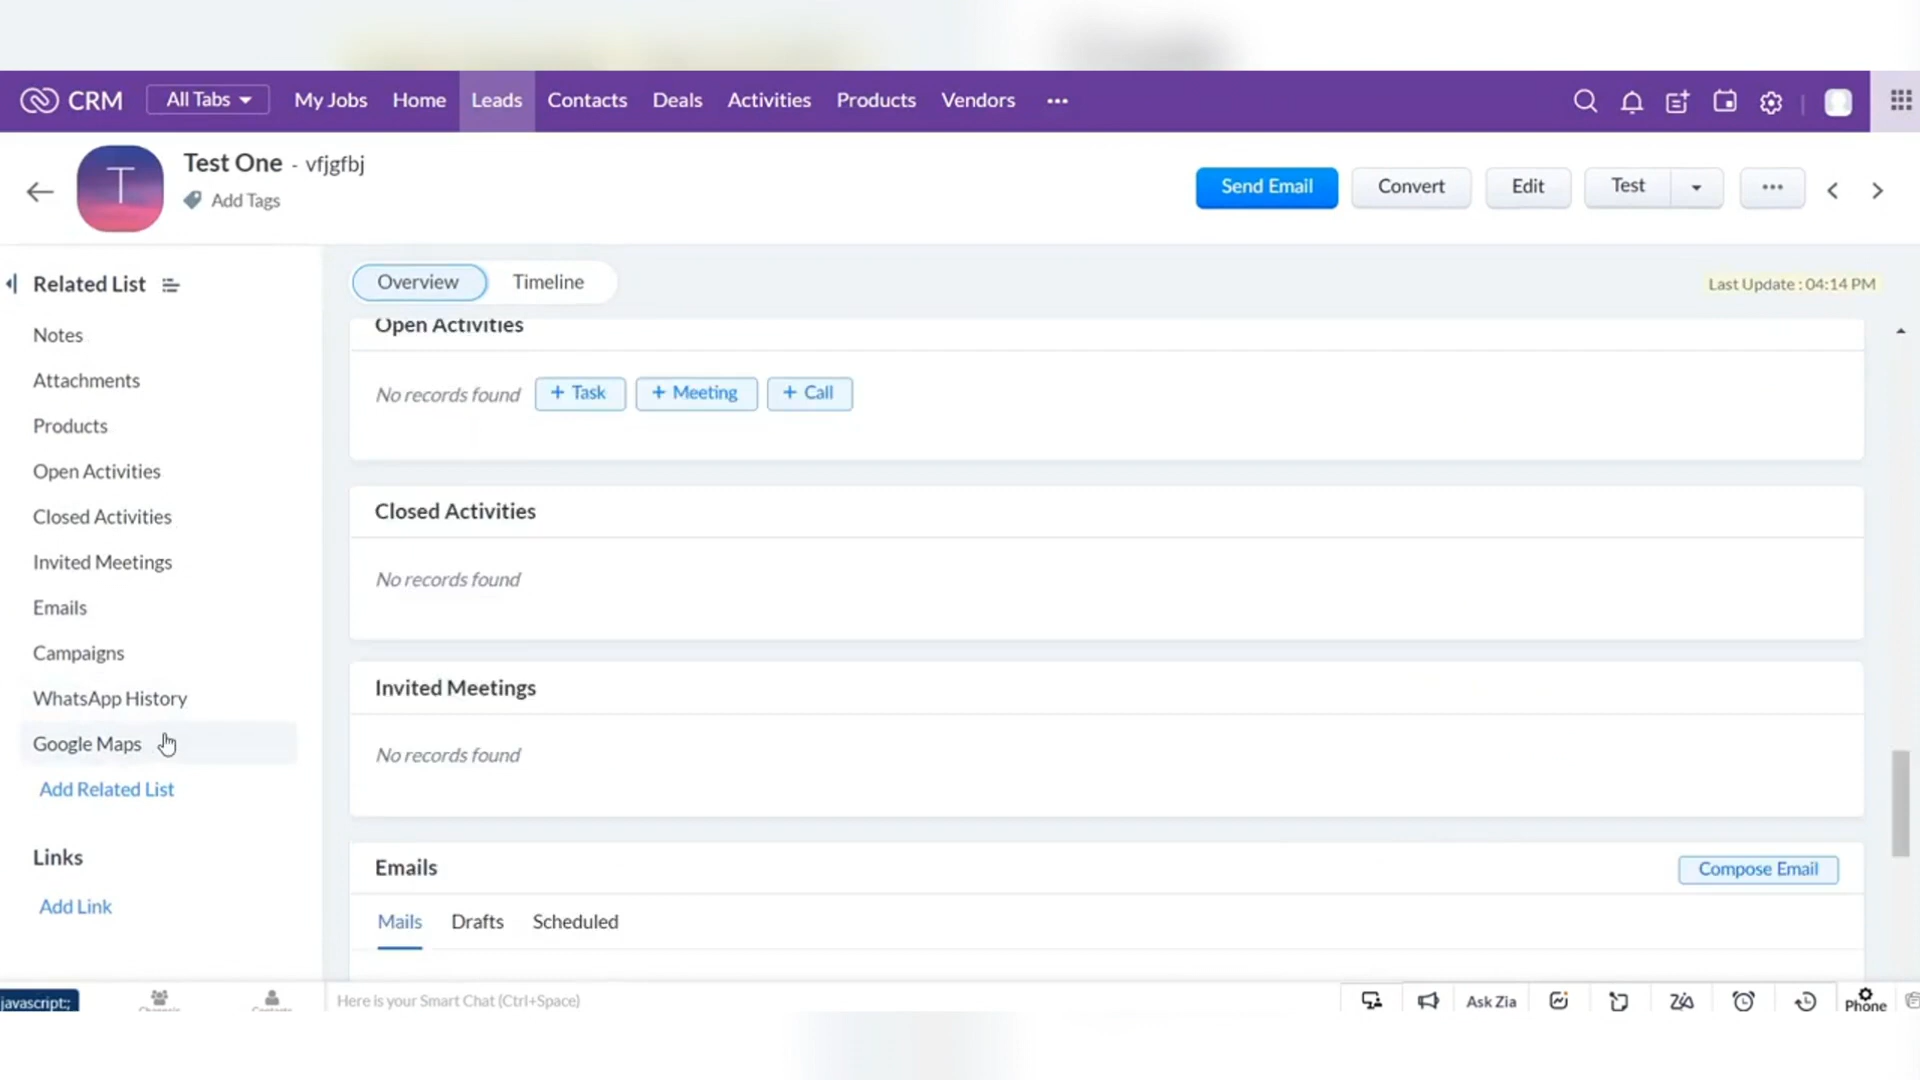 CRM All Tabs My Jobs Home Leads Contacts Deals Activities Products Vendors
T
Test One - vfjgfbj
Add Tags
Send Email Convert Edit Test
Related List
Notes
Attachments
Products
Open Activities
Closed Activities
Invited Meetings
Emails
Campaigns
WhatsApp History
Google Maps
Add Related List
Links
Add Link
Overview Timeline
Last Update : 04:14 PM
Open Activities
No records found + Task + Meeting + Call
Closed Activities
No records found
Invited Meetings
No records found
Emails
Compose Email
Mails Drafts Scheduled
javascript:;
Here is your Smart Chat (Ctrl+Space)
Ask Zia
Phone